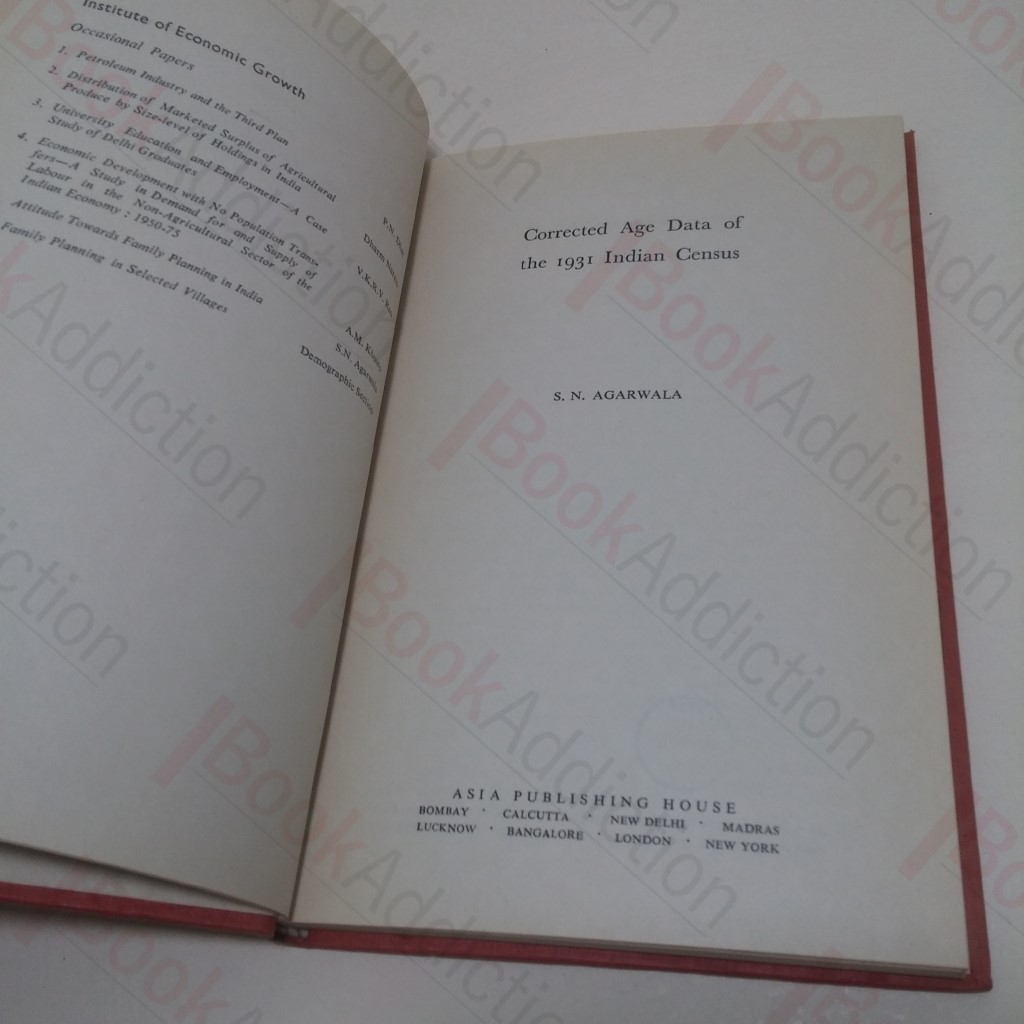 Institute of Economic Growth
Occasional Papers
1. Petroleum Industry and the Third Plan
2. Distribution of Marketed Surplus of Agricultural
Produce by Size-level of Holdings in India
3. University Education and Employment—A Case
Study of Delhi Graduates
4. Economic Development with No Population Trans-
fers—A Study in Demand for and Supply of
Labour in the Non-Agricultural Sector of the
Indian Economy : 1950-75
Attitude Towards Family Planning in India
Family Planning in Selected Villages
P.N.
Dharm
V.K.R.V.
A.M.
S.N. Agarwala
Demographic Section
Corrected Age Data of
the 1931 Indian Census
S. N. AGARWALA
ASIA PUBLISHING HOUSE
BOMBAY · CALCUTTA · NEW DELHI · MADRAS
LUCKNOW · BANGALORE · LONDON · NEW YORK
BookAddiction